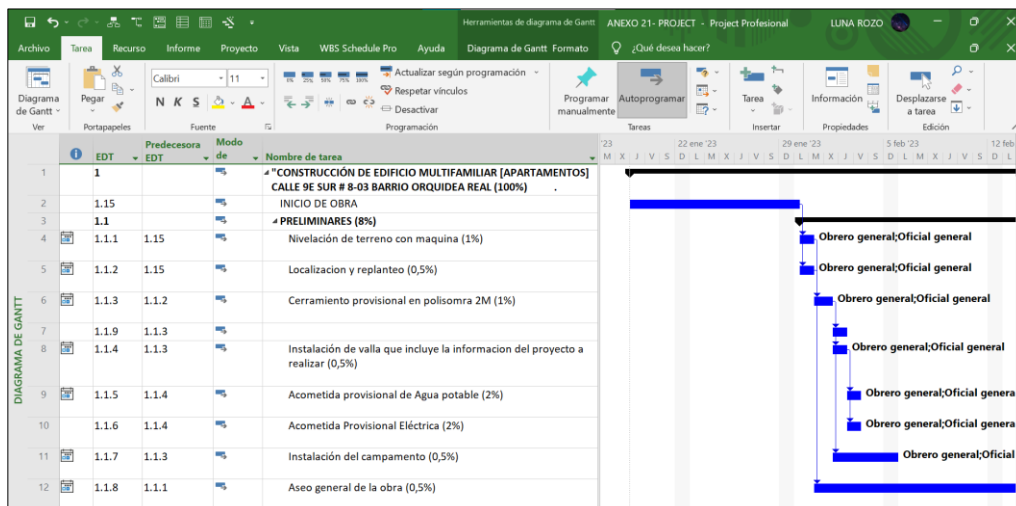 Herramientas de diagrama de Gantt ANEXO 21- PROJECT - Project Profesional LUNA ROZO
Archivo Tarea Recurso Informe Proyecto Vista WBS Schedule Pro Ayuda Diagrama de Gantt Formato ¿Qué desea hacer?
Diagrama de Gantt
Ver
Pegar
Portapapeles
Calibri 11
N K S A
Fuente
0% 25% 50% 75% 100%
Actualizar según programación
Respetar vínculos
Desactivar
Programación
Programar manualmente
Autoprogramar
Tareas
Tarea
Insertar
Información
Propiedades
Desplazarse a tarea
Edición
EDT
Predecesora EDT
Modo de
Nombre de tarea
'23 22 ene '23 29 ene '23 5 feb '23 12 feb
M X J V S D L M X J V S D L M X J V S D L M X J V S D L
DIAGRAMA DE GANTT
1 1 "CONSTRUCCIÓN DE EDIFICIO MULTIFAMILIAR [APARTAMENTOS]
CALLE 9E SUR # 8-03 BARRIO ORQUIDEA REAL (100%) .
2 1.15 INICIO DE OBRA
3 1.1 PRELIMINARES (8%)
4 1.1.1 1.15 Nivelación de terreno con maquina (1%) Obrero general;Oficial general
5 1.1.2 1.15 Localizacion y replanteo (0,5%) Obrero general;Oficial general
6 1.1.3 1.1.2 Cerramiento provisional en polisomra 2M (1%) Obrero general;Oficial general
7 1.1.9 1.1.3
8 1.1.4 1.1.3 Instalación de valla que incluye la informacion del proyecto a Obrero general;Oficial general
realizar (0,5%)
9 1.1.5 1.1.4 Acometida provisional de Agua potable (2%) Obrero general;Oficial genera
10 1.1.6 1.1.4 Acometida Provisional Eléctrica (2%) Obrero general;Oficial genera
11 1.1.7 1.1.3 Instalación del campamento (0,5%) Obrero general;Oficial
12 1.1.8 1.1.1 Aseo general de la obra (0,5%)